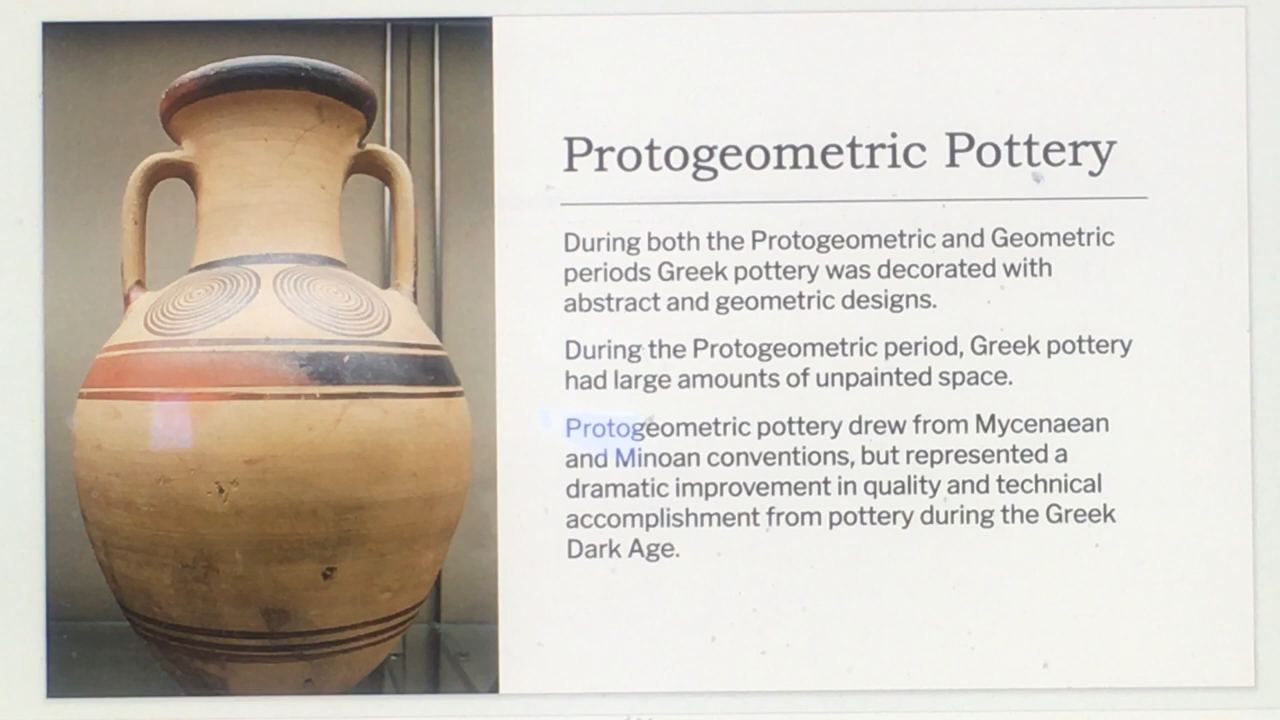 Protogeometric Pottery
During both the Protogeometric and Geometric
periods Greek pottery was decorated with
abstract and geometric designs.
During the Protogeometric period, Greek pottery
had large amounts of unpainted space.
Protogeometric pottery drew from Mycenaean
and Minoan conventions, but represented a
dramatic improvement in quality and technical
accomplishment from pottery during the Greek
Dark Age.